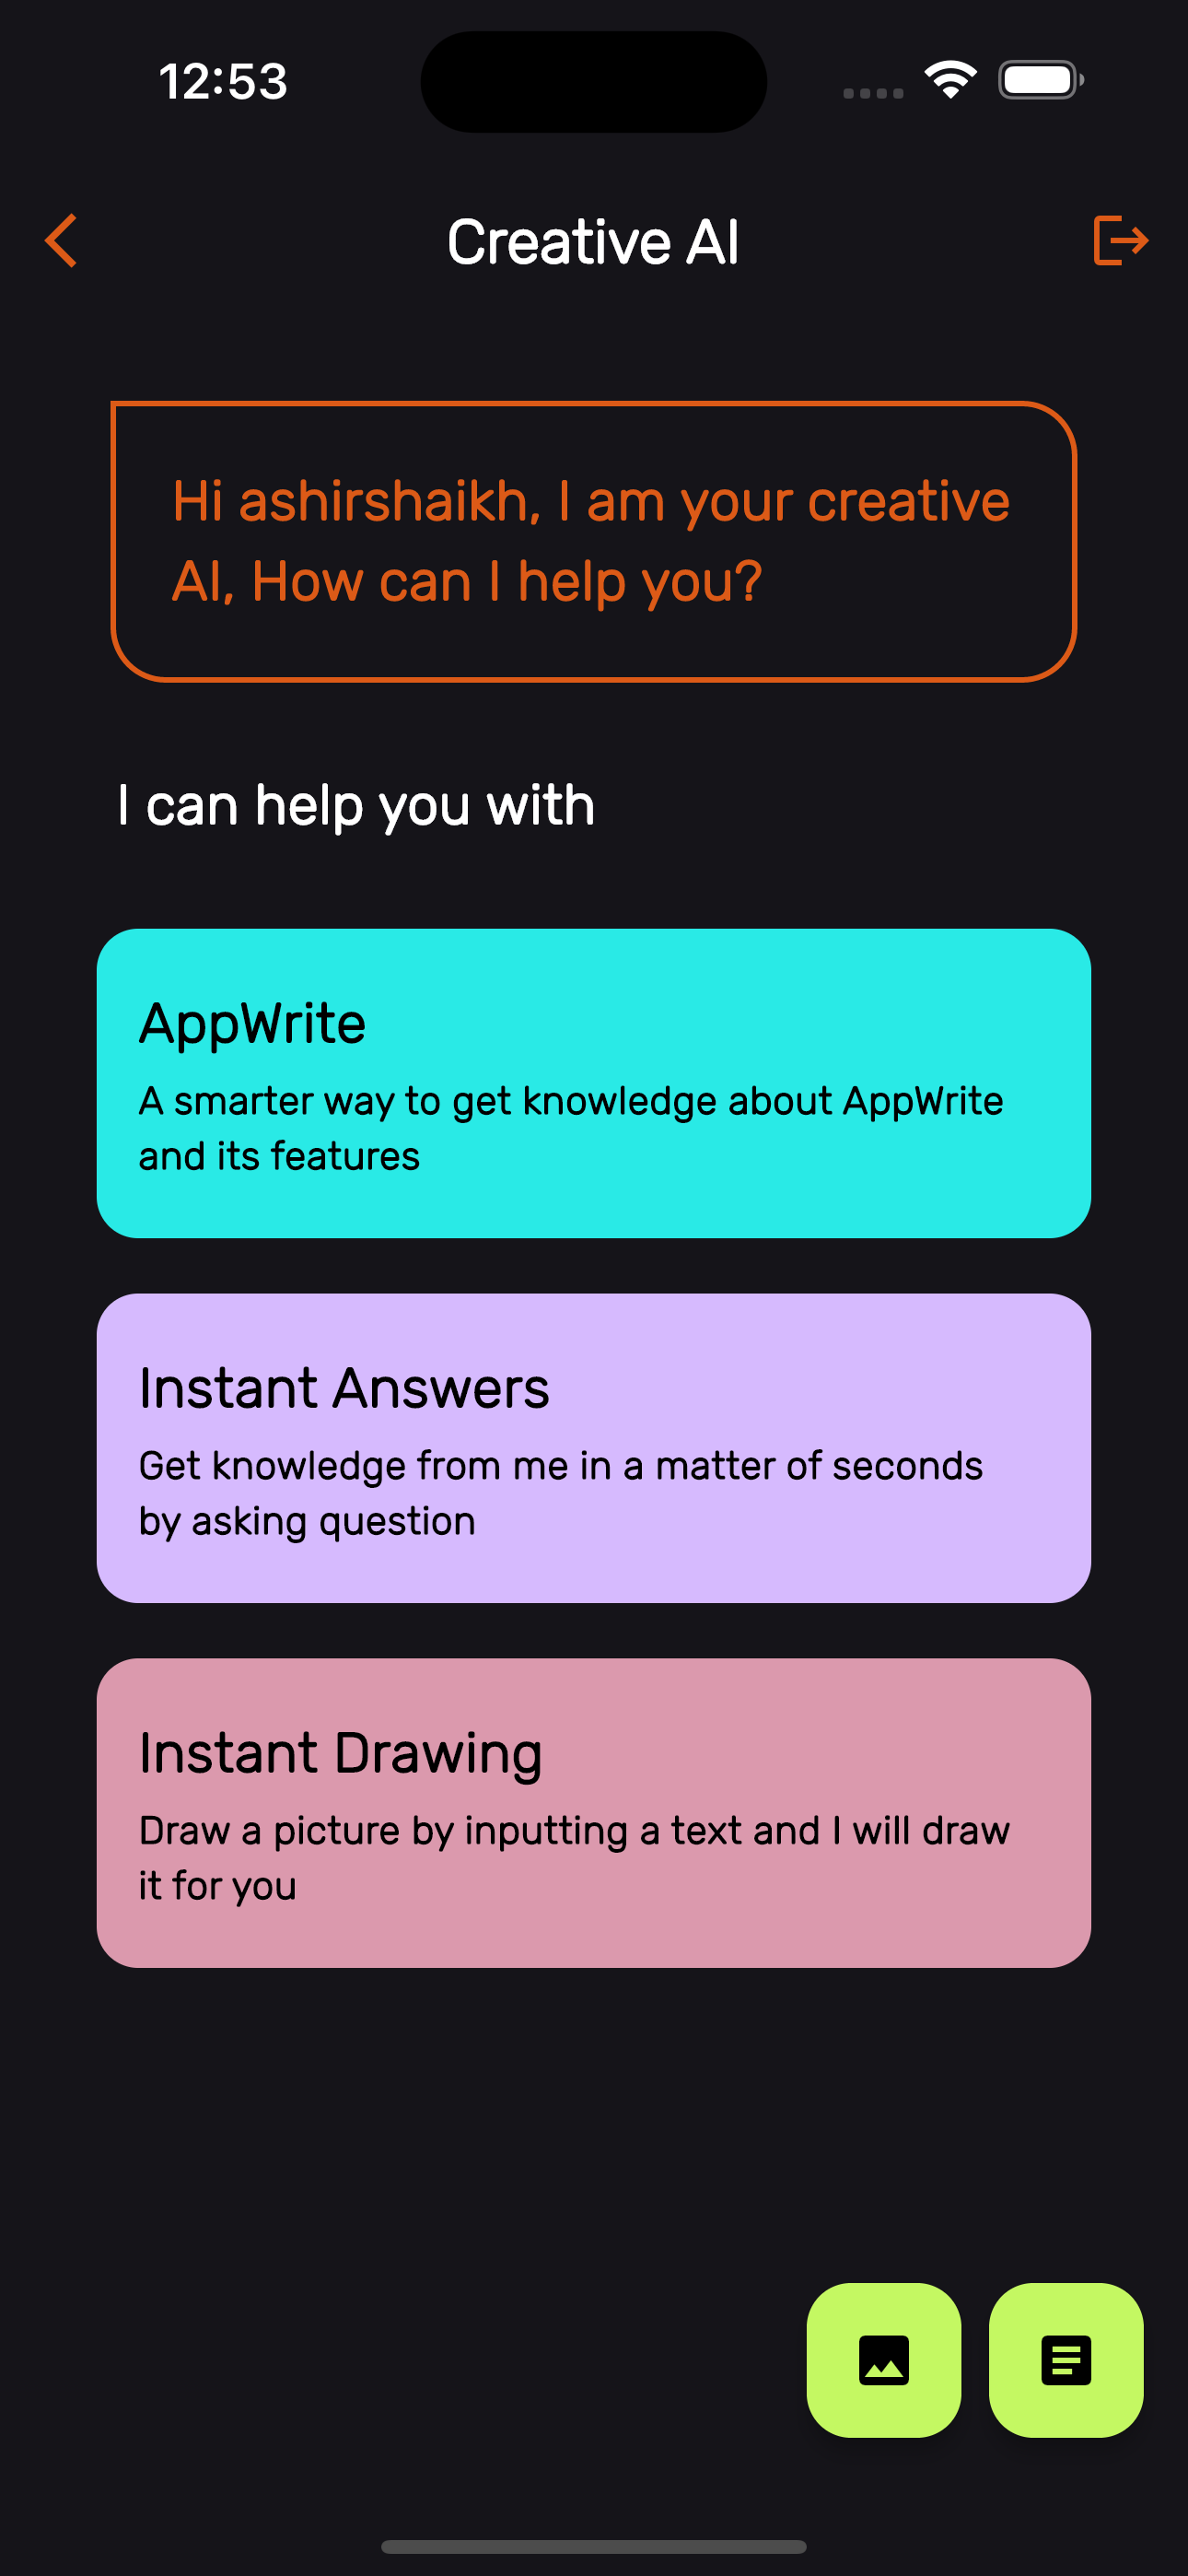 12:53
Creative AI
Hi ashirshaikh, I am your creative
AI, How can I help you?
I can help you with
AppWrite
A smarter way to get knowledge about AppWrite
and its features
Instant Answers
Get knowledge from me in a matter of seconds
by asking question
Instant Drawing
Draw a picture by inputting a text and I will draw
it for you